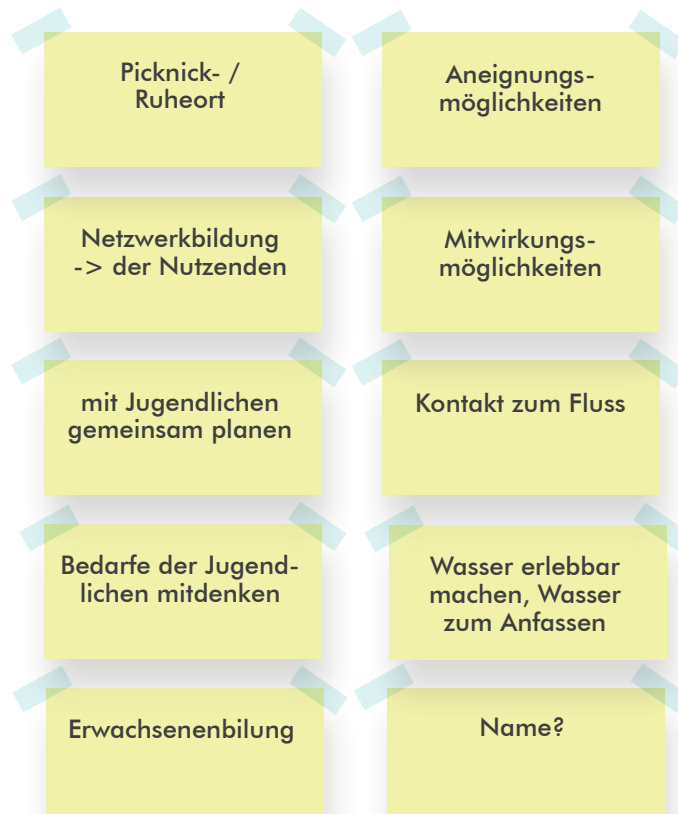 Picknick- /
Ruheort
Aneignungs-
möglichkeiten
Netzwerkbildung
-> der Nutzenden
Mitwirkungs-
möglichkeiten
mit Jugendlichen
gemeinsam planen
Kontakt zum Fluss
Bedarfe der Jugend-
lichen mitdenken
Wasser erlebbar
machen, Wasser
zum Anfassen
Erwachsenenbilung
Name?